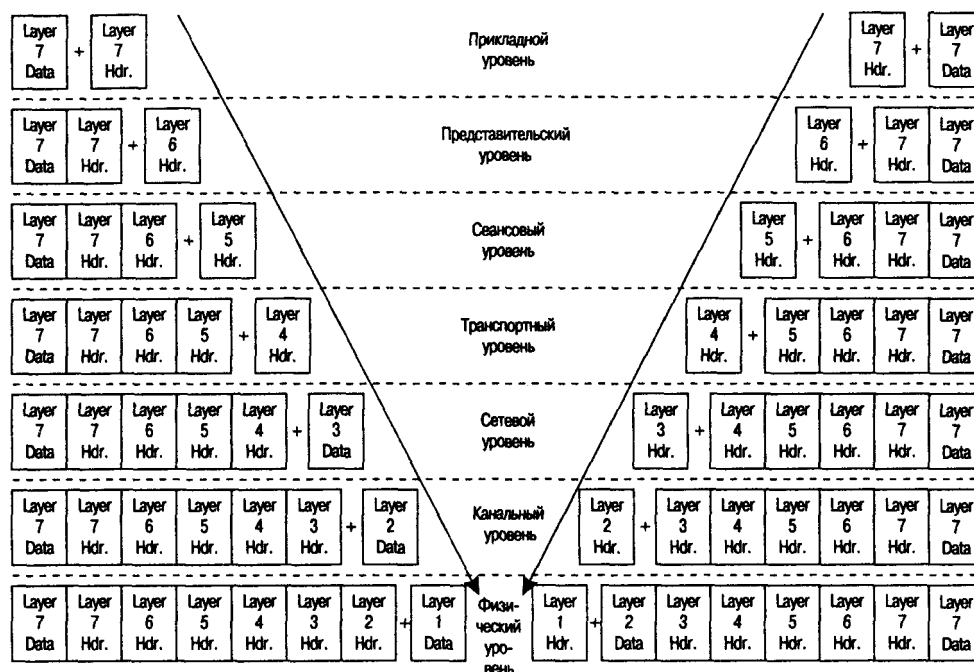 Layer Layer
7 + 7
Data Hdr.
Прикладной
уровень
Layer Layer
7 + 7
Hdr. Data
Layer Layer Layer
7 7 + 6
Data Hdr. Hdr.
Представительский
уровень
Layer Layer Layer
6 + 7 7
Hdr. Hdr. Data
Layer Layer Layer Layer
7 7 6 + 5
Data Hdr. Hdr. Hdr.
Сеансовый
уровень
Layer Layer Layer Layer
5 + 6 7 7
Hdr. Hdr. Hdr. Data
Layer Layer Layer Layer Layer
7 7 6 5 + 4
Data Hdr. Hdr. Hdr. Hdr.
Транспортный
уровень
Layer Layer Layer Layer Layer
4 + 5 6 7 7
Hdr. Hdr. Hdr. Hdr. Data
Layer Layer Layer Layer Layer Layer
7 7 6 5 4 + 3
Data Hdr. Hdr. Hdr. Hdr. Data
Сетевой
уровень
Layer Layer Layer Layer Layer Layer
3 + 4 5 6 7 7
Hdr. Hdr. Hdr. Hdr. Hdr. Data
Layer Layer Layer Layer Layer Layer Layer
7 7 6 5 4 3 + 2
Data Hdr. Hdr. Hdr. Hdr. Hdr. Data
Канальный
уровень
Layer Layer Layer Layer Layer Layer Layer
2 + 3 4 5 6 7 7
Hdr. Hdr. Hdr. Hdr. Hdr. Hdr. Data
Layer Layer Layer Layer Layer Layer Layer Layer
7 7 6 5 4 3 2 + 1
Data Hdr. Hdr. Hdr. Hdr. Hdr. Hdr. Data
Физи-
ческий
уро-
вень
Layer Layer Layer Layer Layer Layer Layer Layer
1 + 2 3 4 5 6 7 7
Hdr. Data Hdr. Hdr. Hdr. Hdr. Hdr. Data